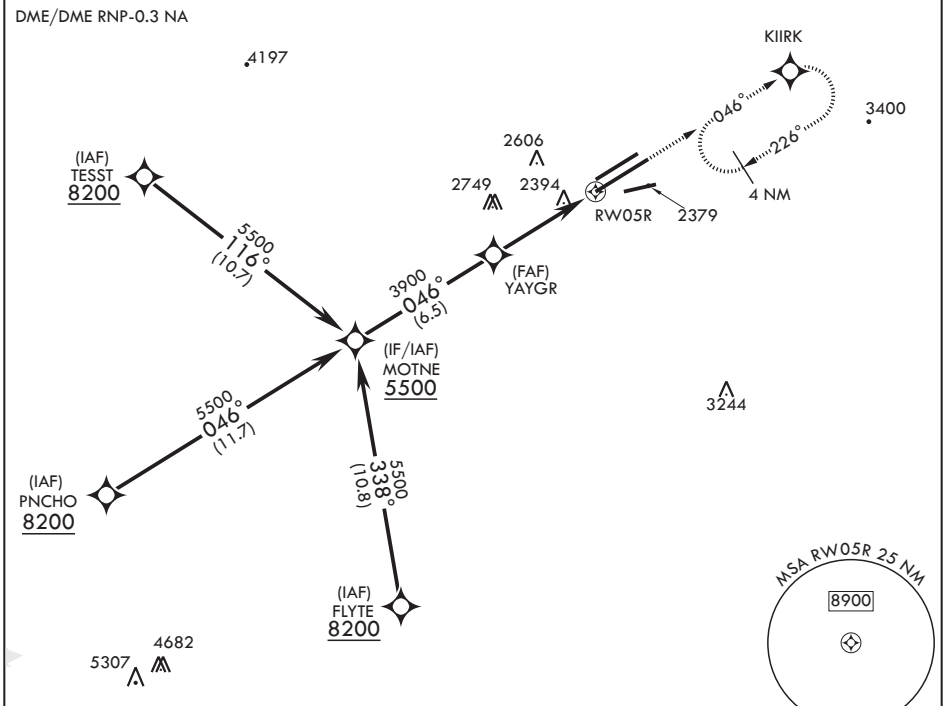 DME/DME RNP-0.3 NA
4197
KIIRK
3400
046°
226°
4 NM
(IAF)
TESST
8200
2606
2749
2394
RW05R
2379
5500
116°
(10.7)
(FAF)
YAYGR
3900
046°
(6.5)
(IF/IAF)
MOTNE
5500
3244
5500
046°
(11.7)
5500
338°
(10.8)
(IAF)
PNCHO
8200
(IAF)
FLYTE
8200
MSA RW05R 25 NM
8900
5307
4682